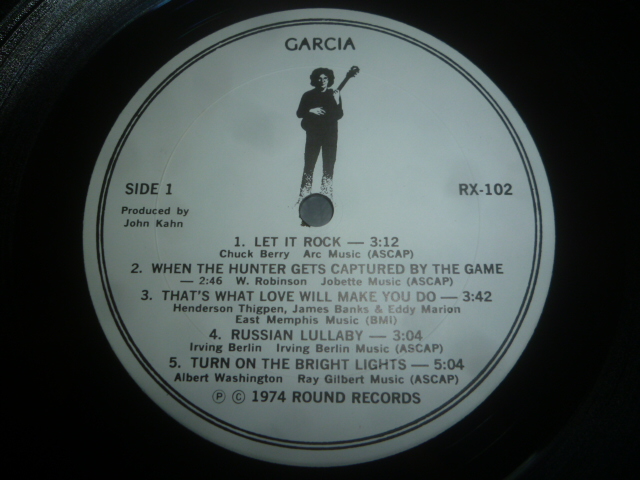 GARCIA
SIDE 1
RX-102
Produced by
John Kahn
1. LET IT ROCK — 3:12
Chuck Berry Arc Music (ASCAP)
2. WHEN THE HUNTER GETS CAPTURED BY THE GAME
— 2:46 W. Robinson Jobette Music (ASCAP)
3. THAT'S WHAT LOVE WILL MAKE YOU DO — 3:42
Henderson Thigpen, James Banks & Eddy Marion
East Memphis Music (BMI)
4. RUSSIAN LULLABY — 3:04
Irving Berlin Irving Berlin Music (ASCAP)
5. TURN ON THE BRIGHT LIGHTS — 5:04
Albert Washington Ray Gilbert Music (ASCAP)
℗ © 1974 ROUND RECORDS